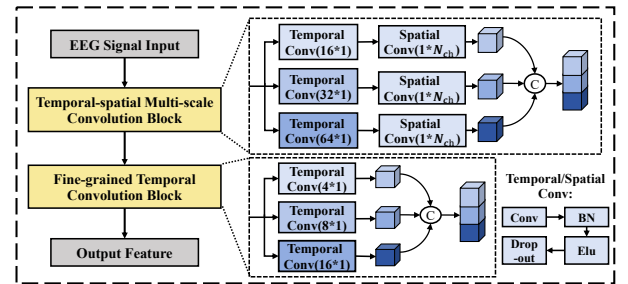 EEG Signal Input
Temporal-spatial Multi-scale
Convolution Block
Fine-grained Temporal
Convolution Block
Output Feature
Temporal
Conv(16*1)
Spatial
Conv(1*Nch)
Temporal
Conv(32*1)
Spatial
Conv(1*Nch)
Temporal
Conv(64*1)
Spatial
Conv(1*Nch)
C
Temporal
Conv(4*1)
Temporal
Conv(8*1)
Temporal
Conv(16*1)
C
Temporal/Spatial
Conv:
Conv
BN
Drop
-out
Elu